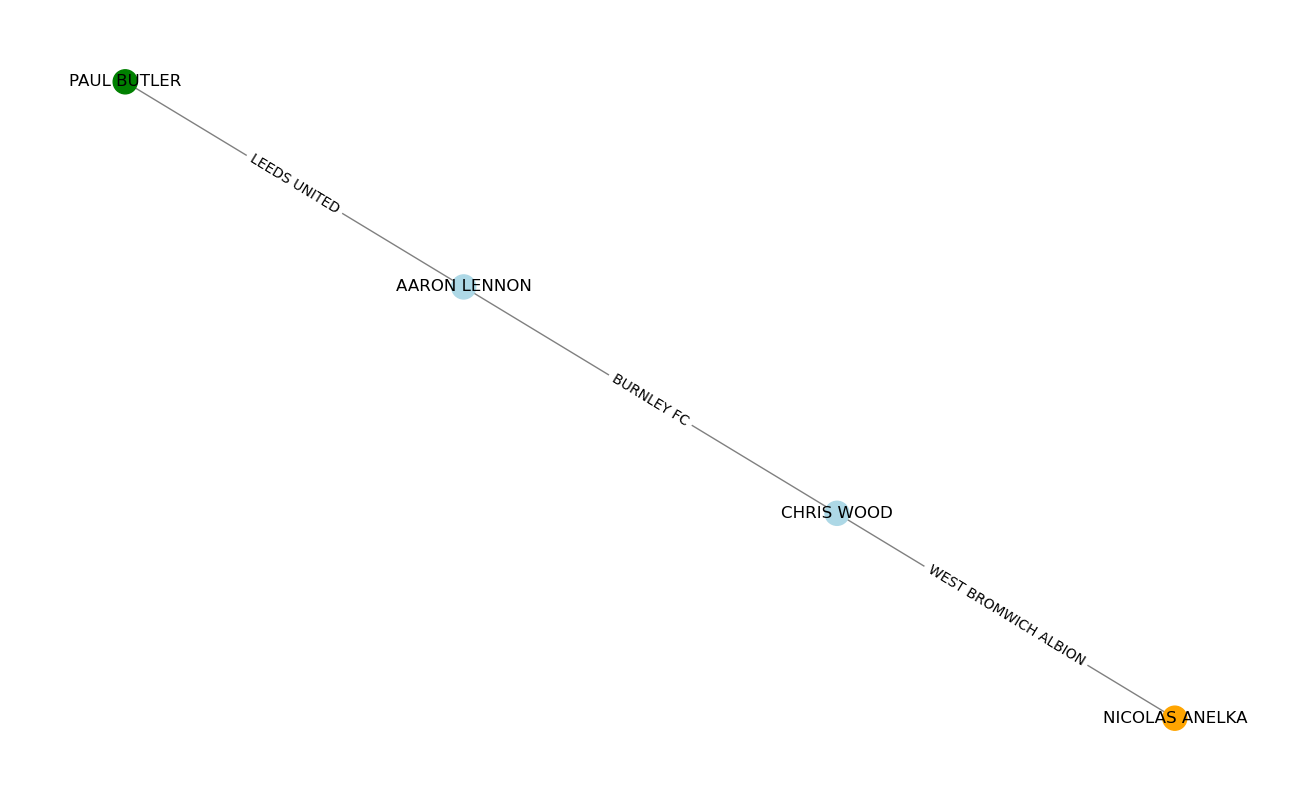 PAUL BUTLER
LEEDS UNITED
AARON LENNON
BURNLEY FC
CHRIS WOOD
WEST BROMWICH ALBION
NICOLAS ANELKA